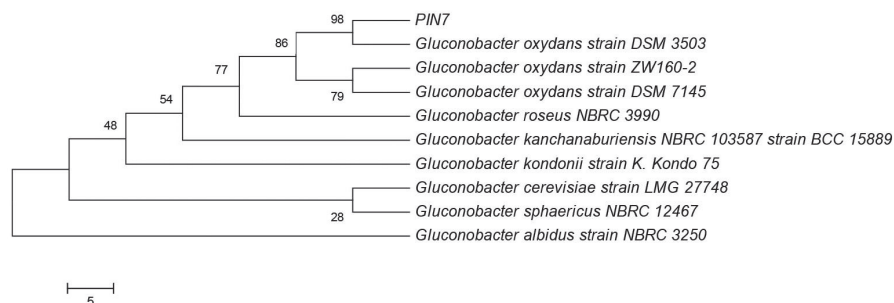 98
PIN7
Gluconobacter oxydans strain DSM 3503
86
Gluconobacter oxydans strain ZW160-2
77
79
Gluconobacter oxydans strain DSM 7145
54
Gluconobacter roseus NBRC 3990
48
Gluconobacter kanchanaburiensis NBRC 103587 strain BCC 15889
Gluconobacter kondonii strain K. Kondo 75
Gluconobacter cerevisiae strain LMG 27748
28
Gluconobacter sphaericus NBRC 12467
Gluconobacter albidus strain NBRC 3250
5